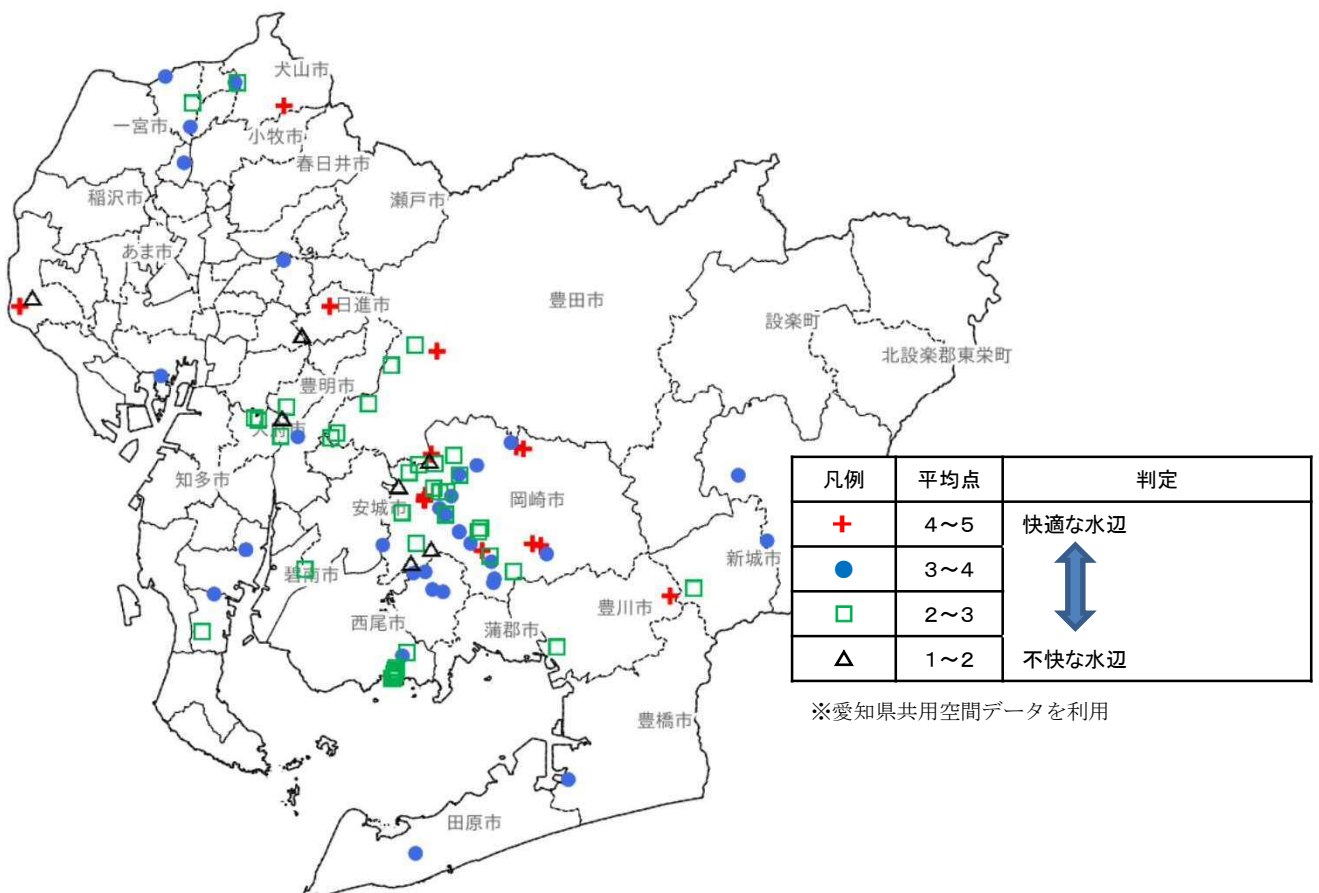 犬山市
一宮市
小牧市
春日井市
稲沢市
瀬戸市
あま市
日進市
豊田市
設楽町
北設楽郡東栄町
豊明市
知多市
安城市
岡崎市
新城市
碧南市
豊川市
西尾市
蒲郡市
豊橋市
田原市
凡例 平均点 判定
4～5 快適な水辺
3～4
2～3
1～2 不快な水辺
※愛知県共用空間データを利用